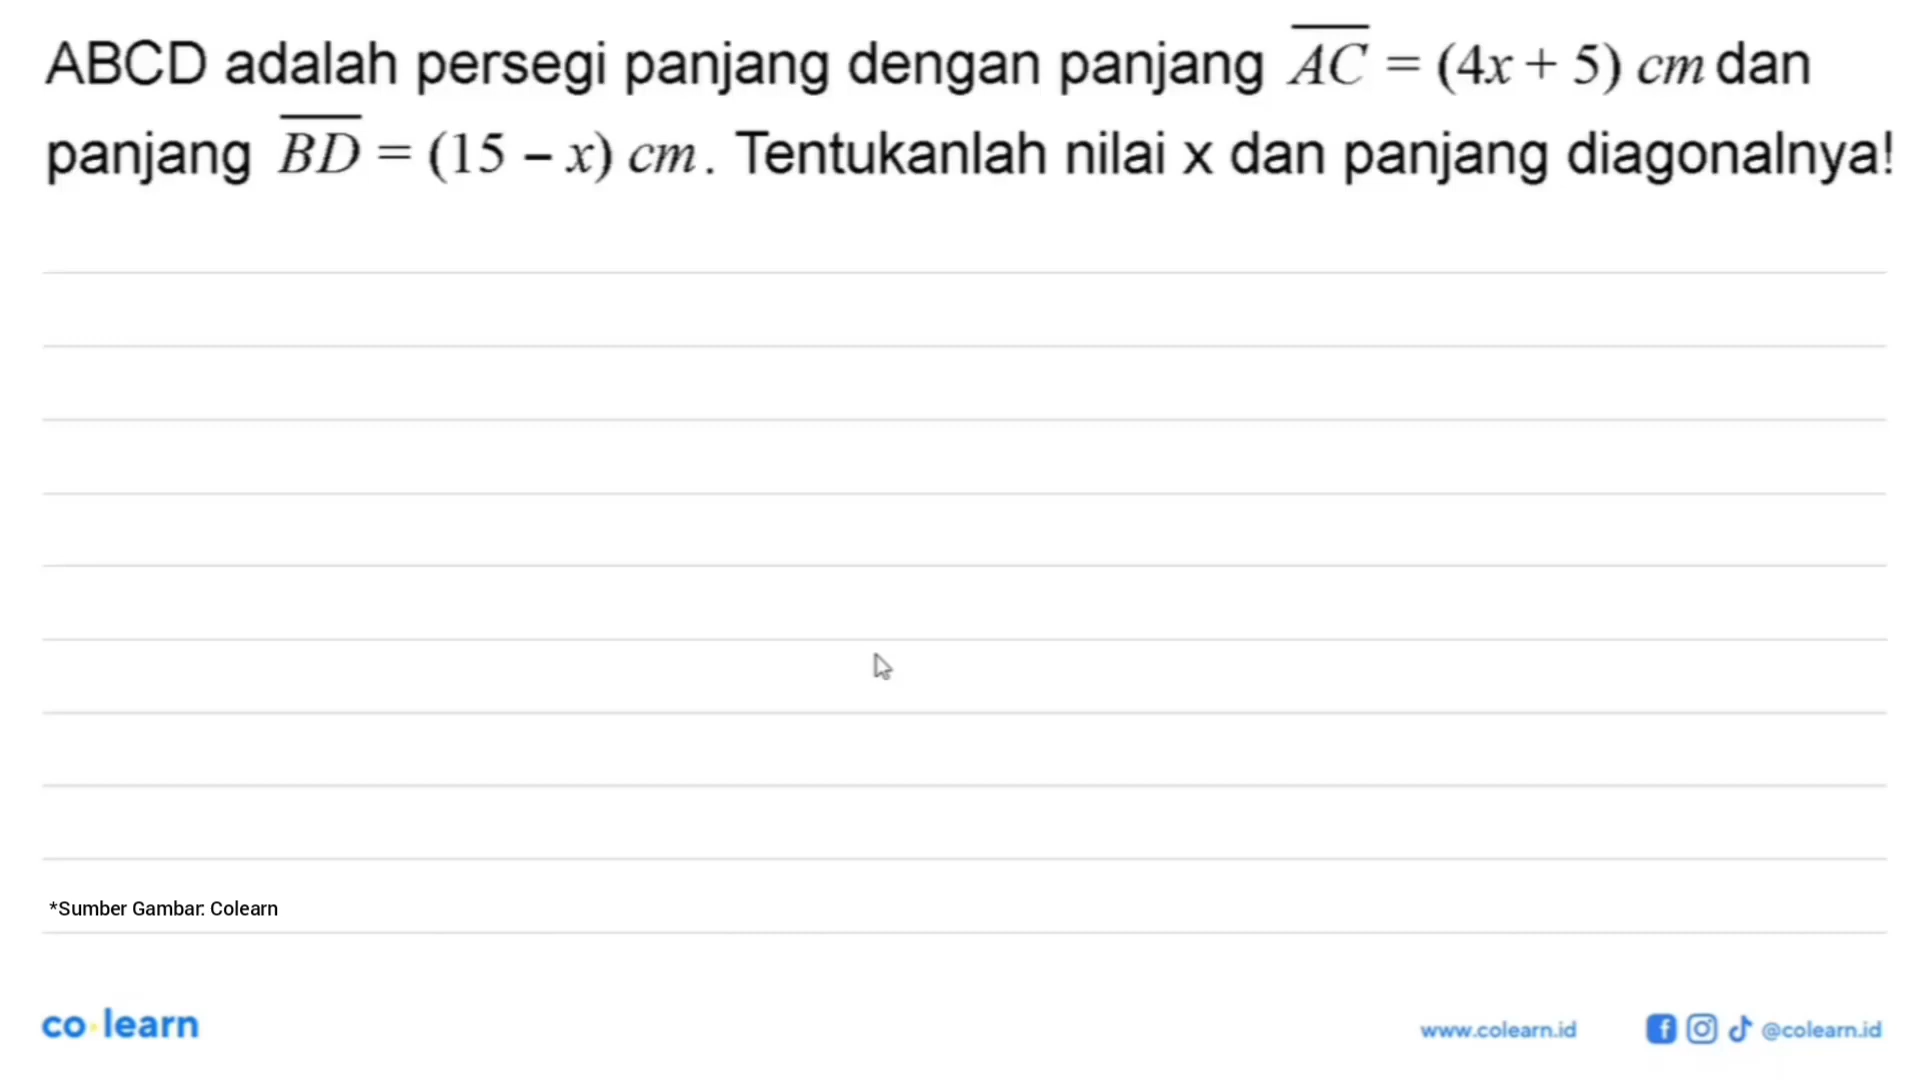 ABCD adalah persegi panjang dengan panjang AC = (4x + 5) cm dan
panjang BD = (15 – x) cm. Tentukanlah nilai x dan panjang diagonalnya!
*Sumber Gambar: Colearn
co learn
www.colearn.id
@colearn.id